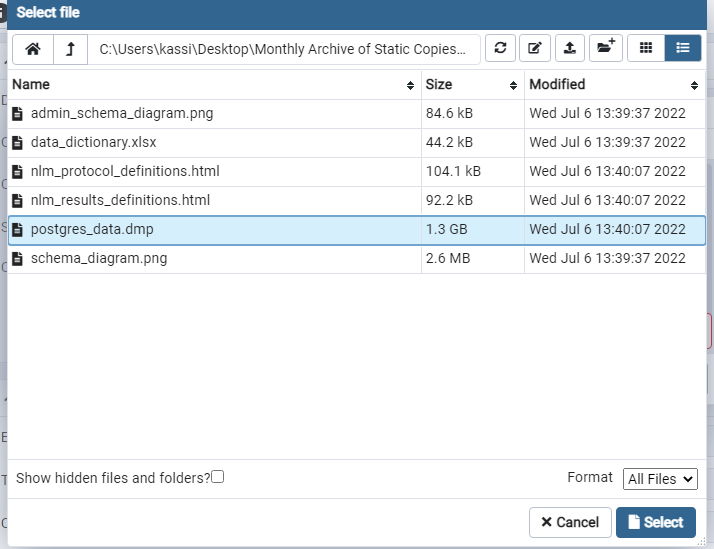 Select file
C:\Users\kassi\Desktop\Monthly Archive of Static Copies...
Name Size Modified
admin_schema_diagram.png 84.6 kB Wed Jul 6 13:39:37 2022
data_dictionary.xlsx 44.2 kB Wed Jul 6 13:39:37 2022
nlm_protocol_definitions.html 104.1 kB Wed Jul 6 13:40:07 2022
nlm_results_definitions.html 92.2 kB Wed Jul 6 13:40:07 2022
postgres_data.dmp 1.3 GB Wed Jul 6 13:40:07 2022
schema_diagram.png 2.6 MB Wed Jul 6 13:39:37 2022
Show hidden files and folders? Format All Files
Cancel Select